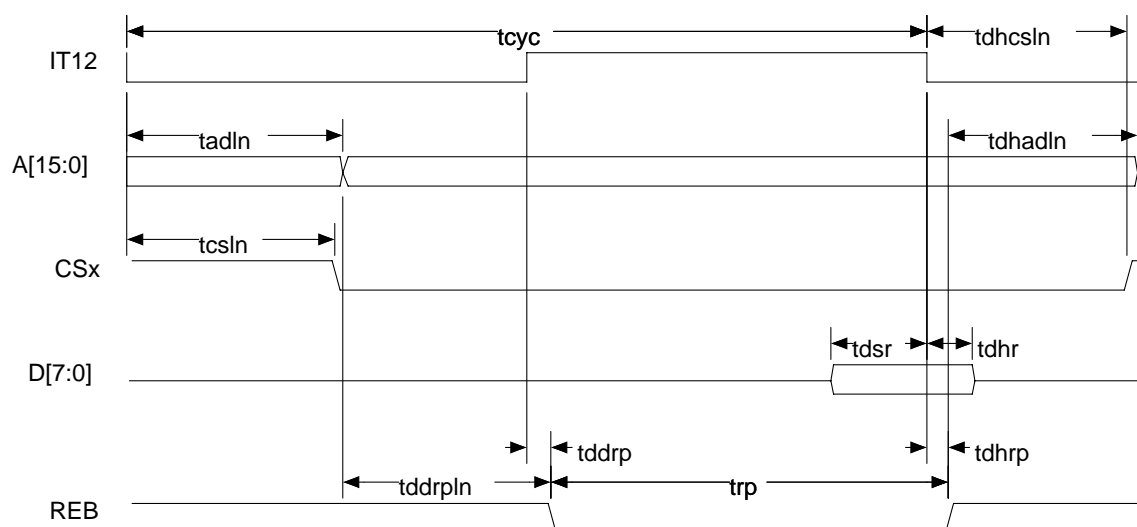 tcyc tdhcsln
IT12
tadln tdhadln
A[15:0]
tcsln
CSx
tdsr tdhr
D[7:0]
tddrp tdhrp
tddrpln trp
REB